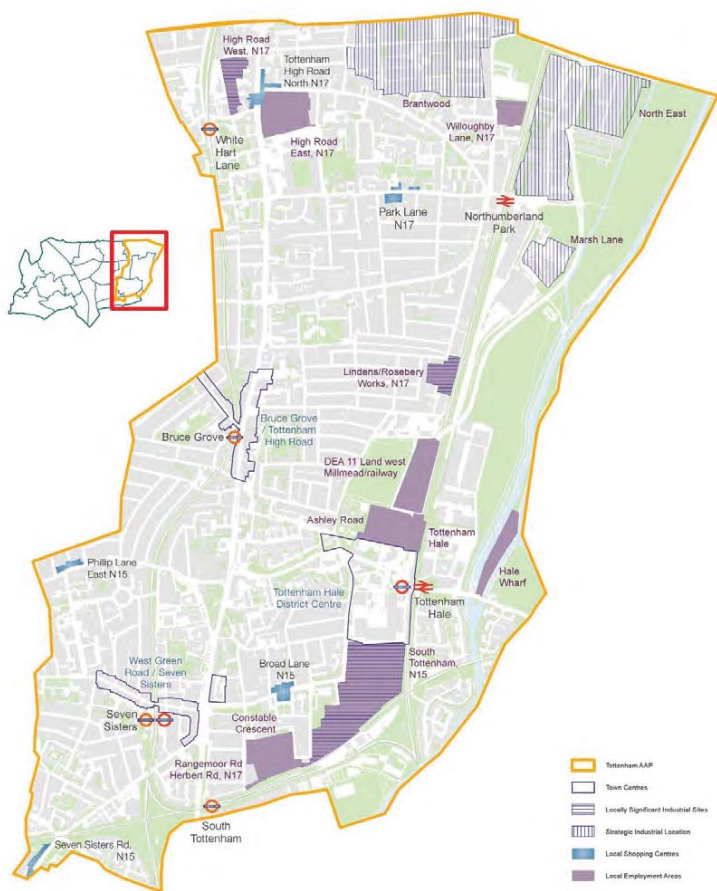 High Road
West, N17
Tottenham
High Road
North N17
Brantwood
North East
White
Hart
Lane
High Road
East, N17
Willoughby
Lane, N17
Park Lane
N17
Northumberland
Park
Marsh Lane
Lindens/Rosebery
Works, N17
Bruce Grove
Bruce Grove
/ Tottenham
High Road
DEA 11 Land west
Millmead/railway
Ashley Road
Tottenham
Hale
Phillip Lane
East N15
Hale
Wharf
Tottenham Hale
District Centre
Tottenham
Hale
West Green
Road / Seven
Sisters
Broad Lane
N15
South
Tottenham,
N15
Seven
Sisters
Constable
Crescent
Rangemoor Rd
Herbert Rd, N17
South
Tottenham
Seven Sisters Rd,
N15
Tottenham AAP
Town Centres
Locally Significant Industrial Sites
Strategic Industrial Location
Local Shopping Centres
Local Employment Areas